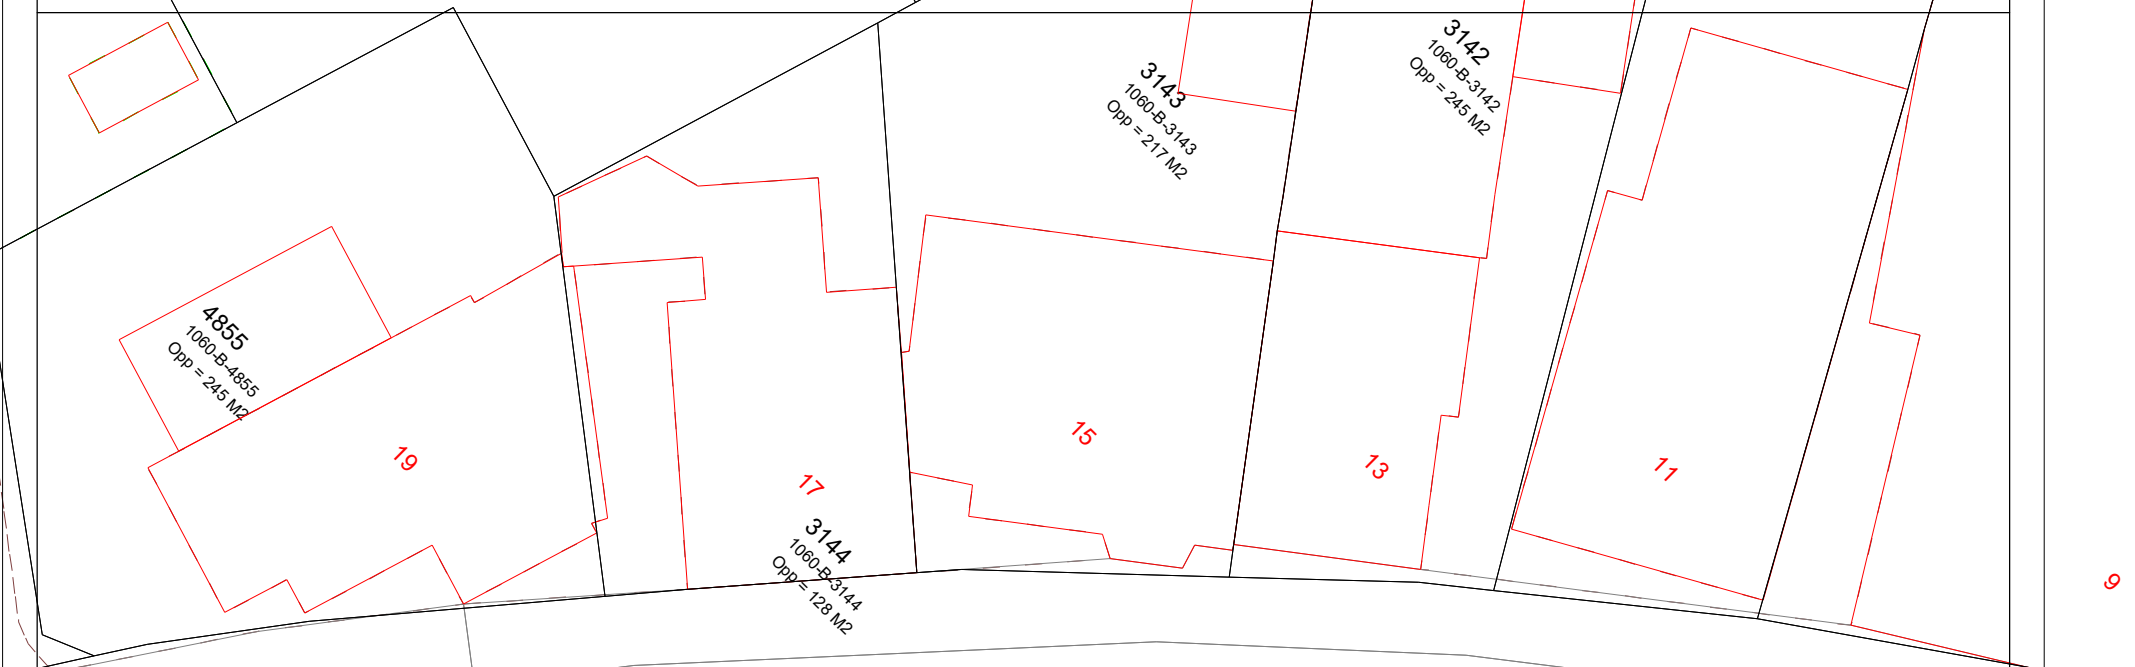 3142
1060-B-3142
Opp = 245 M2
3143
1060-B-3143
Opp = 217 M2
4855
1060-B-4855
Opp = 245 M2
19
17
15
13
11
9
3144
1060-B-3144
Opp = 128 M2